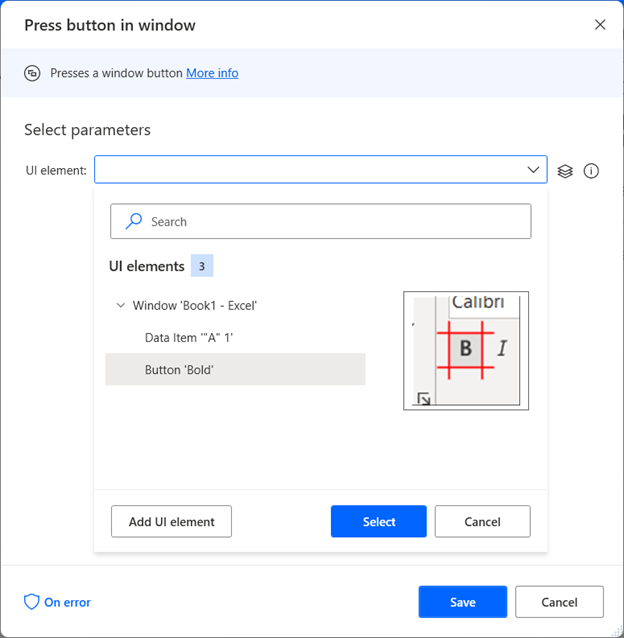 Press button in window
Presses a window button More info
Select parameters
UI element:
Search
UI elements 3
Window 'Book1 - Excel'
Data Item '"A" 1'
Button 'Bold'
Calibri
B I
Add UI element Select Cancel
On error Save Cancel